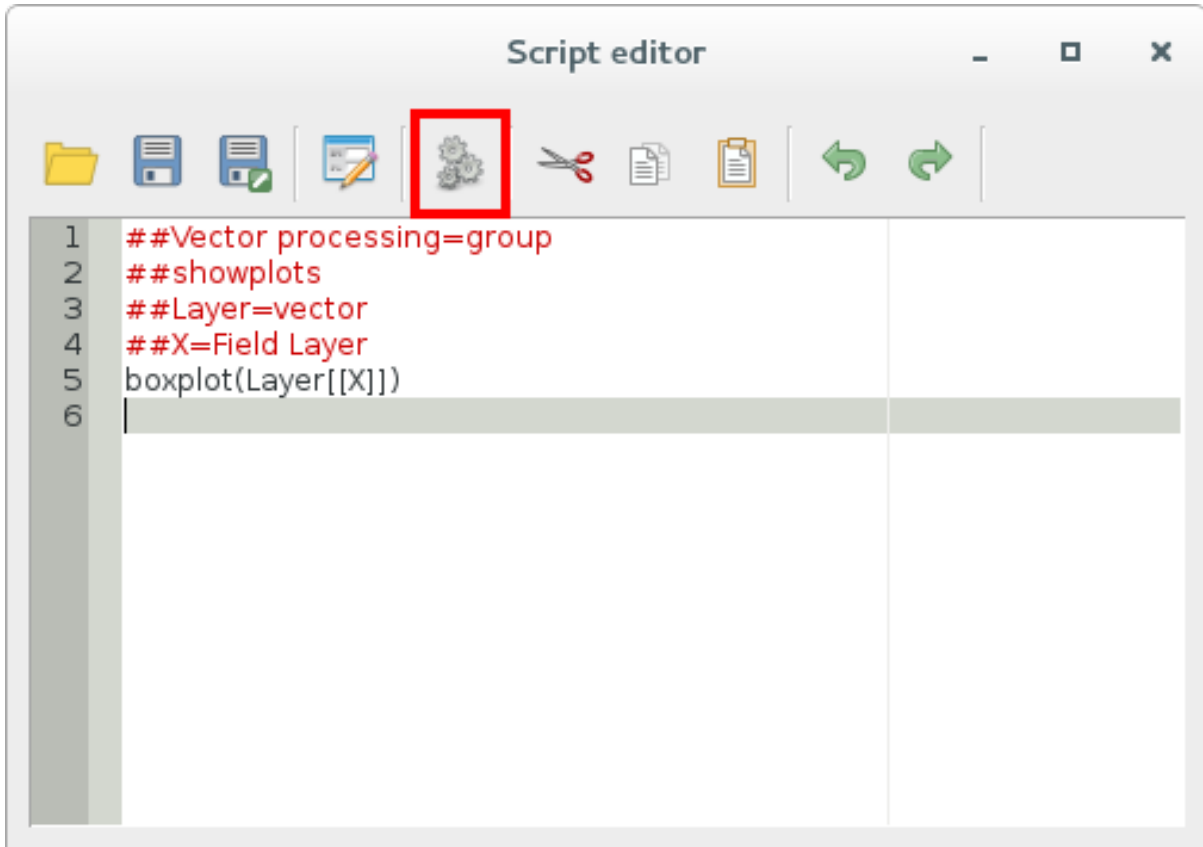 Script editor
1 ##Vector processing=group
2 ##showplots
3 ##Layer=vector
4 ##X=Field Layer
5 boxplot(Layer[[X]])
6